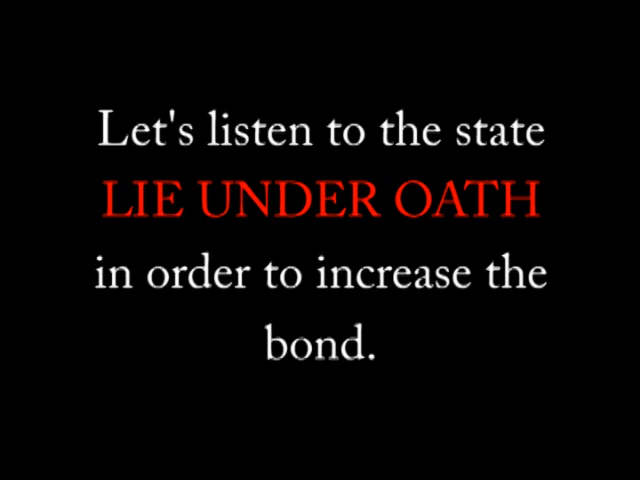 Let's listen to the state
LIE UNDER OATH
in order to increase the
bond.